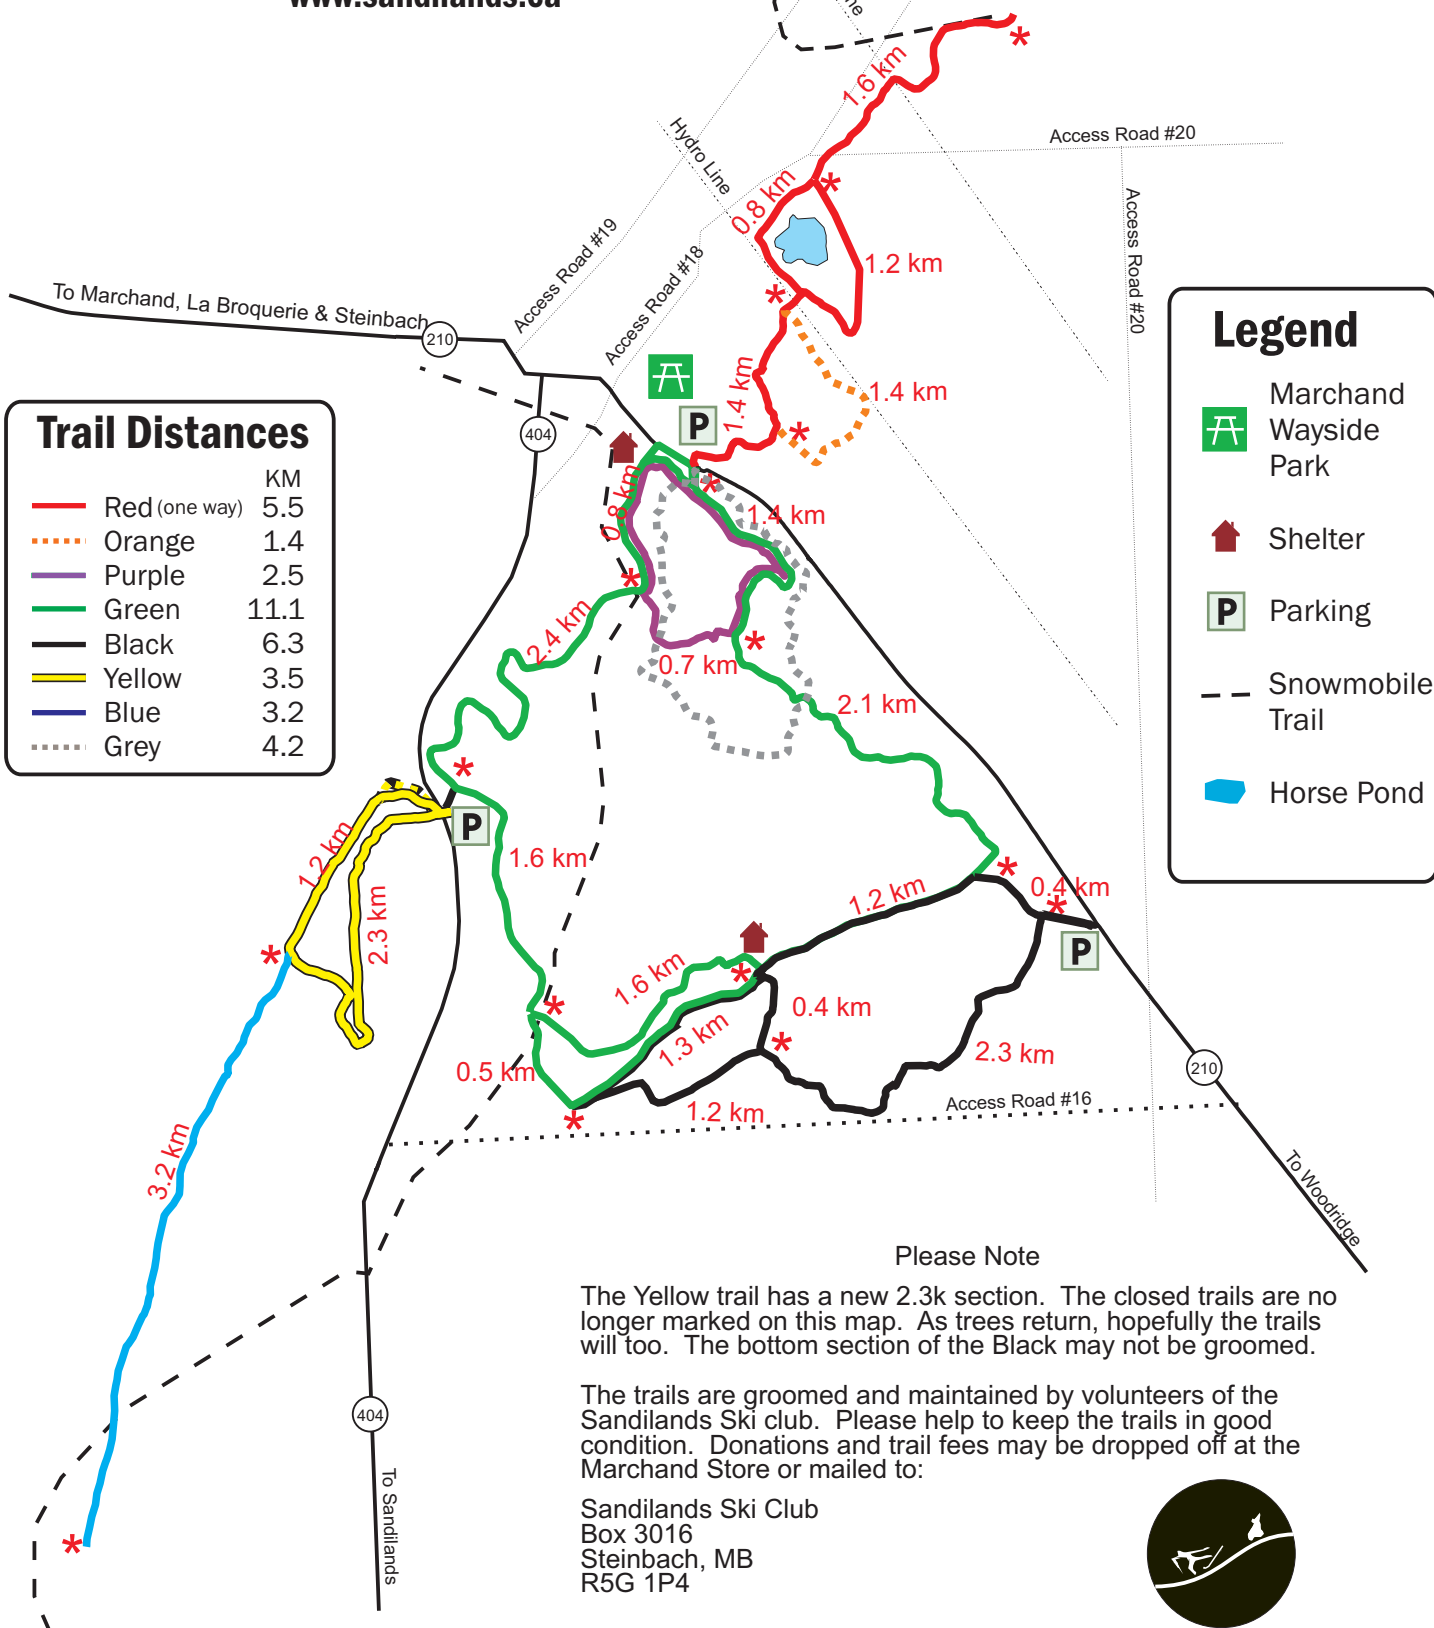 www.sandilands.ca
1.6 km
Hydro Line
Access Road #20
0.8 km
Access Road #20
1.2 km
Access Road #19
Access Road #18
To Marchand, La Broquerie & Steinbach
210
404
P
1.4 km
1.4 km
Legend
Marchand
Wayside
Park
Shelter
P
Parking
Snowmobile
Trail
Horse Pond
Trail Distances
KM
Red (one way) 5.5
Orange 1.4
Purple 2.5
Green 11.1
Black 6.3
Yellow 3.5
Blue 3.2
Grey 4.2
0.8 km
1.4 km
2.4 km
0.7 km
2.1 km
P
1.2 km
1.6 km
2.3 km
1.2 km
0.4 km
P
1.6 km
0.4 km
1.3 km
2.3 km
0.5 km
1.2 km
Access Road #16
210
3.2 km
To Woodridge
404
To Sandilands
Please Note
The Yellow trail has a new 2.3k section. The closed trails are no
longer marked on this map. As trees return, hopefully the trails
will too. The bottom section of the Black may not be groomed.
The trails are groomed and maintained by volunteers of the
Sandilands Ski club. Please help to keep the trails in good
condition. Donations and trail fees may be dropped off at the
Marchand Store or mailed to:
Sandilands Ski Club
Box 3016
Steinbach, MB
R5G 1P4